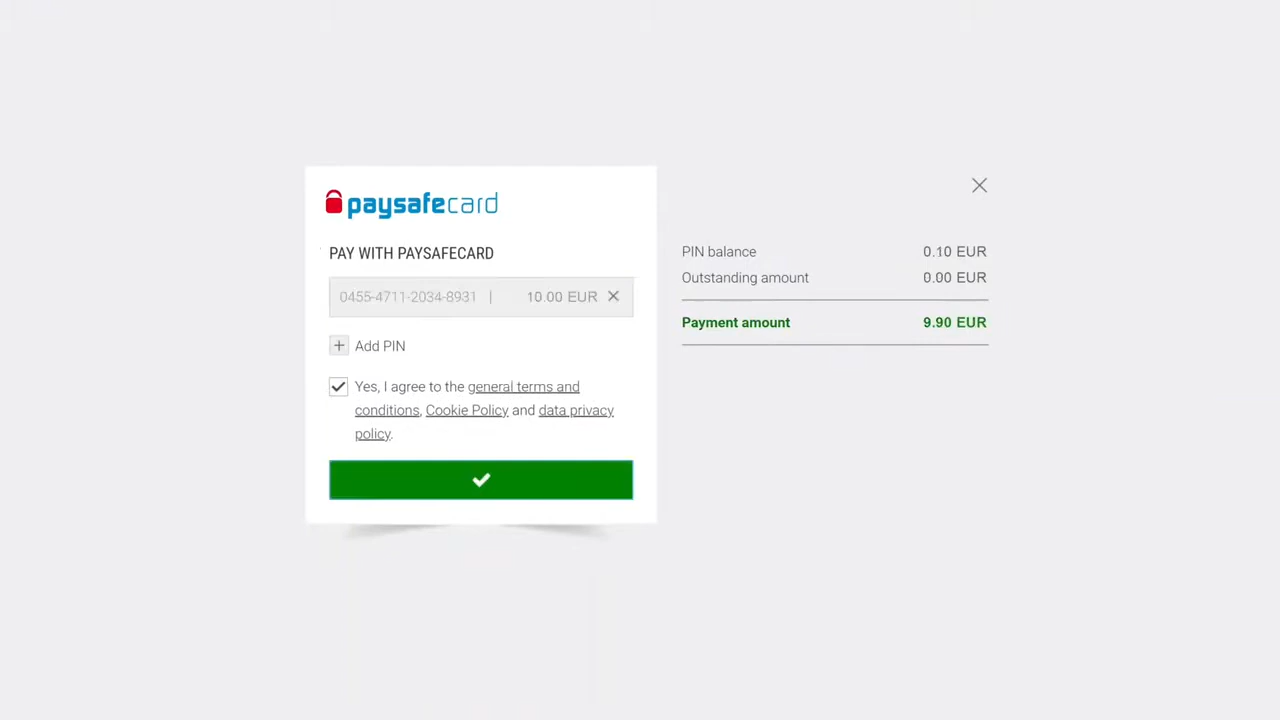 paysafecard
PAY WITH PAYSAFECARD
0455-4711-2034-8931 | 10.00 EUR
Add PIN
Yes, I agree to the general terms and
conditions, Cookie Policy and data privacy
policy.
PIN balance 0.10 EUR
Outstanding amount 0.00 EUR
Payment amount 9.90 EUR